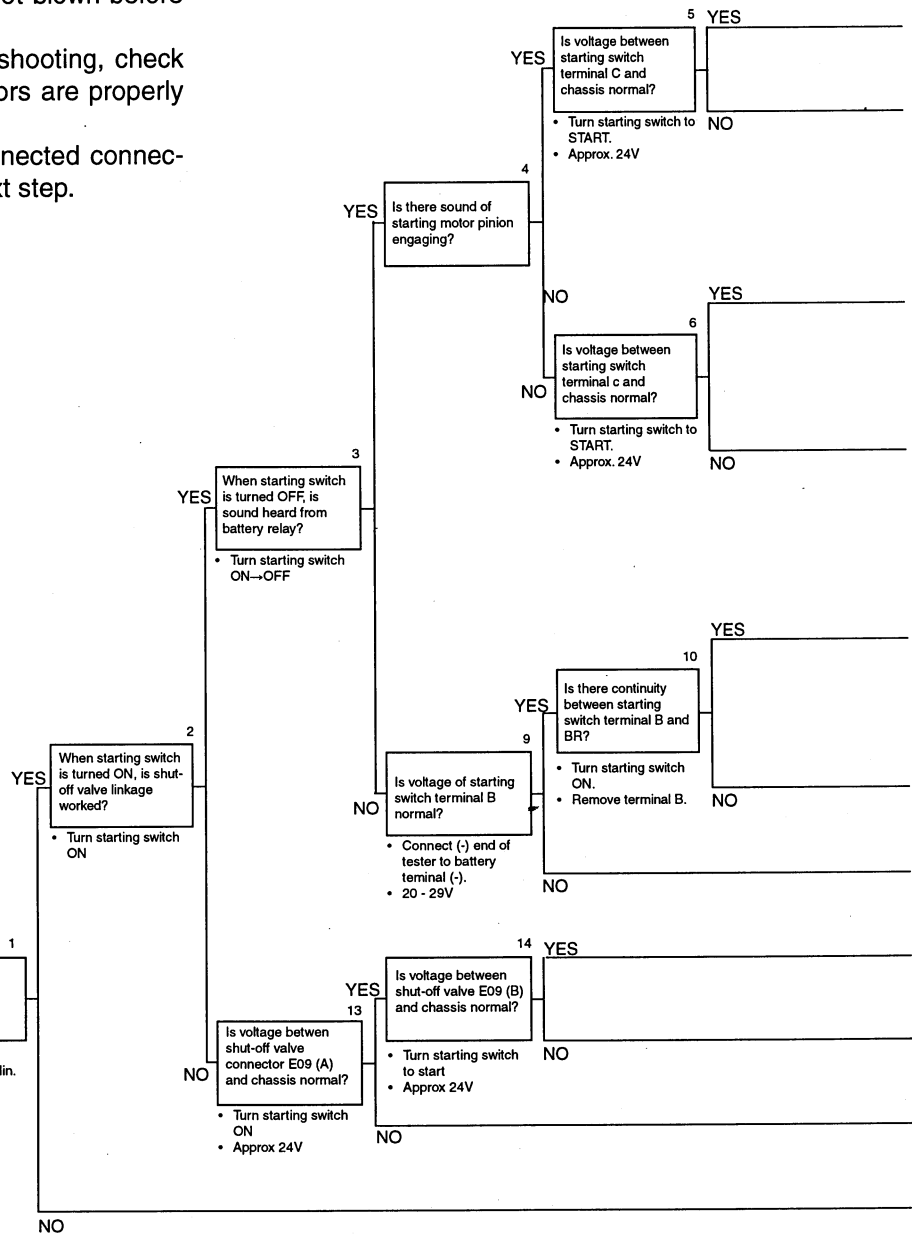 ot blown before
shooting, check
ors are properly
nnected connec-
xt step.
5
YES
YES
Is voltage between
starting switch
terminal C and
chassis normal?
• Turn starting switch to
START.
• Approx. 24V
NO
4
YES
Is there sound of
starting motor pinion
engaging?
NO
YES
6
NO
Is voltage between
starting switch
terminal c and
chassis normal?
• Turn starting switch to
START.
• Approx. 24V
NO
3
YES
When starting switch
is turned OFF, is
sound heard from
battery relay?
• Turn starting switch
ON→OFF
YES
10
YES
Is there continuity
between starting
switch terminal B and
BR?
• Turn starting switch
ON.
• Remove terminal B.
NO
9
NO
Is voltage of starting
switch terminal B
normal?
• Connect (-) end of
tester to battery
teminal (-).
• 20 - 29V
NO
2
YES
When starting switch
is turned ON, is shut-
off valve linkage
worked?
• Turn starting switch
ON
1
lin.
14
YES
YES
Is voltage between
shut-off valve E09 (B)
and chassis normal?
• Turn starting switch
to start
• Approx 24V
NO
13
NO
Is voltage betwen
shut-off valve
connector E09 (A)
and chassis normal?
• Turn starting switch
ON
• Approx 24V
NO
NO